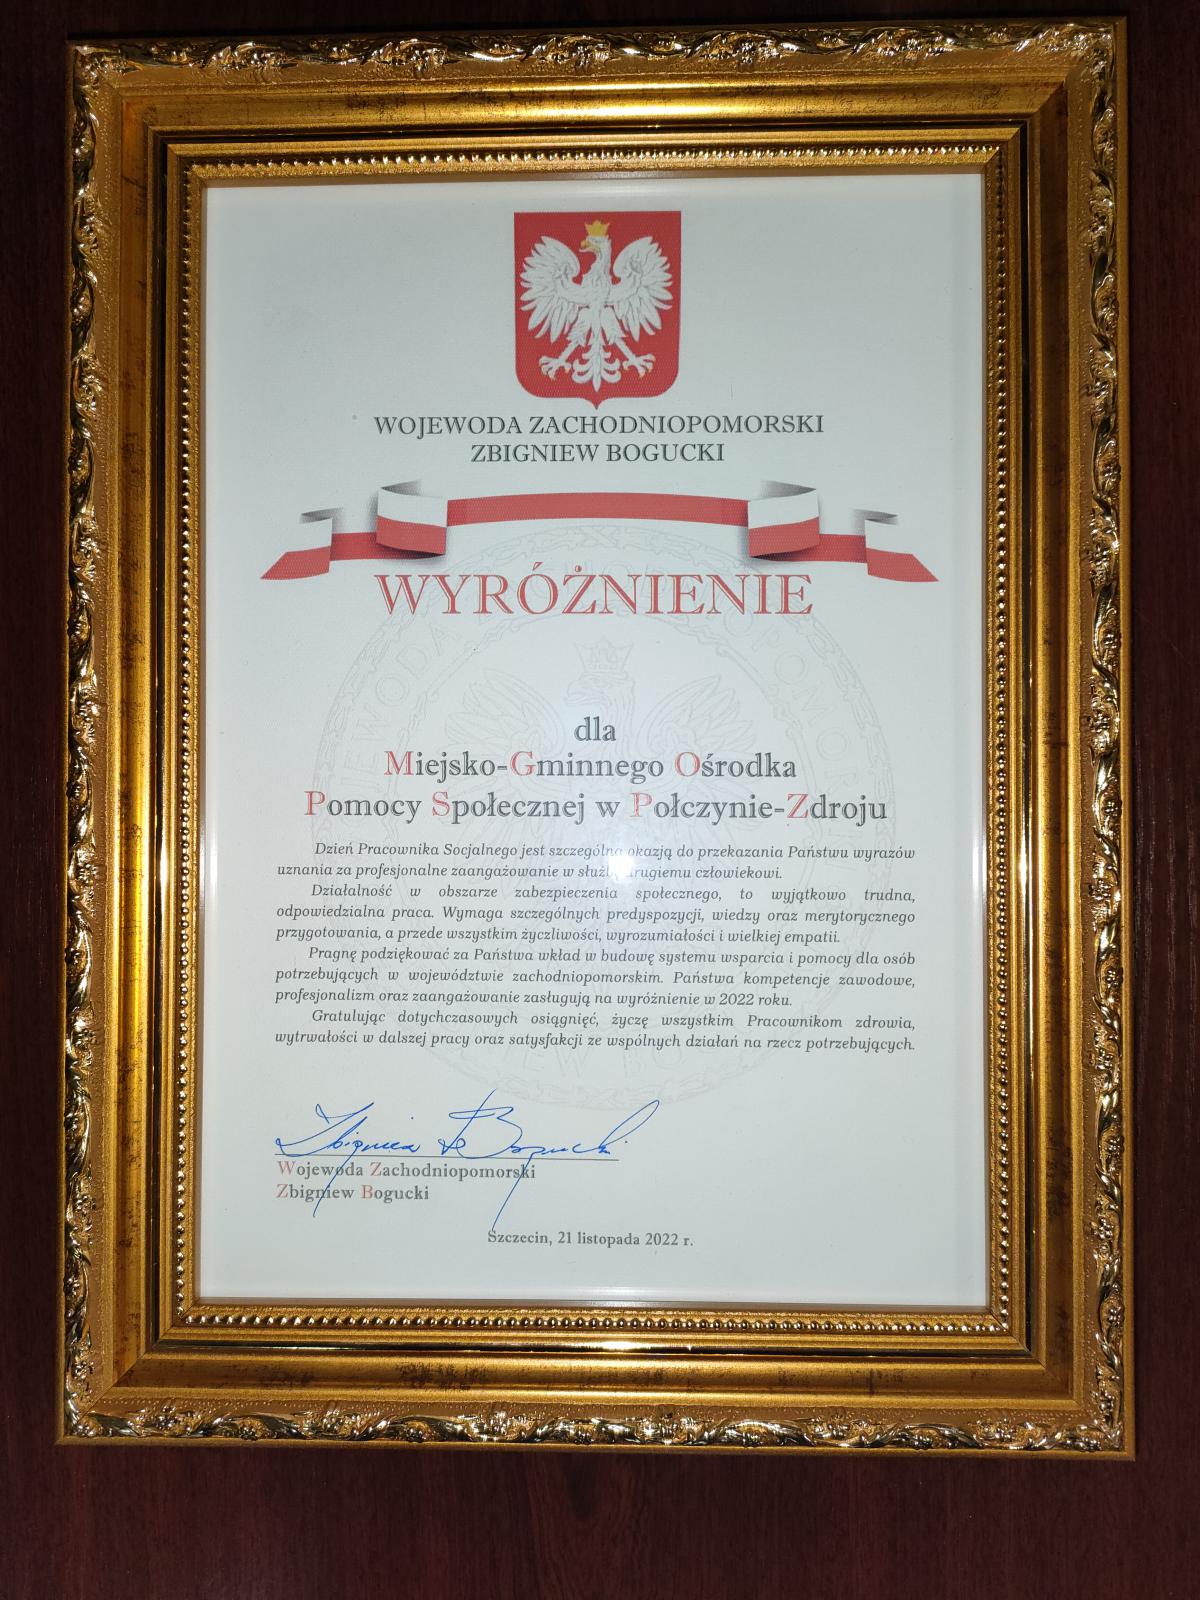 WOJEWODA ZACHODNIOPOMORSKI
ZBIGNIEW BOGUCKI
WYRÓŻNIENIE
dla
Miejsko-Gminnego Ośrodka
Pomocy Społecznej w Połczynie-Zdroju
Dzień Pracownika Socjalnego jest szczególną okazją do przekazania Państwu wyrazów
uznania za profesjonalne zaangażowanie w służbę drugiemu człowiekowi.
Działalność w obszarze zabezpieczenia społecznego, to wyjątkowo trudna,
odpowiedzialna praca. Wymaga szczególnych predyspozycji, wiedzy oraz merytorycznego
przygotowania, a przede wszystkim życzliwości, wyrozumiałości i wielkiej empatii.
Pragnę podziękować za Państwa wkład w budowę systemu wsparcia i pomocy dla osób
potrzebujących w województwie zachodniopomorskim. Państwa kompetencje zawodowe,
profesjonalizm oraz zaangażowanie zasługują na wyróżnienie w 2022 roku.
Gratulując dotychczasowych osiągnięć, życzę wszystkim Pracownikom zdrowia,
wytrwałości w dalszej pracy oraz satysfakcji ze wspólnych działań na rzecz potrzebujących.
Wojewoda Zachodniopomorski
Zbigniew Bogucki
Szczecin, 21 listopada 2022 r.